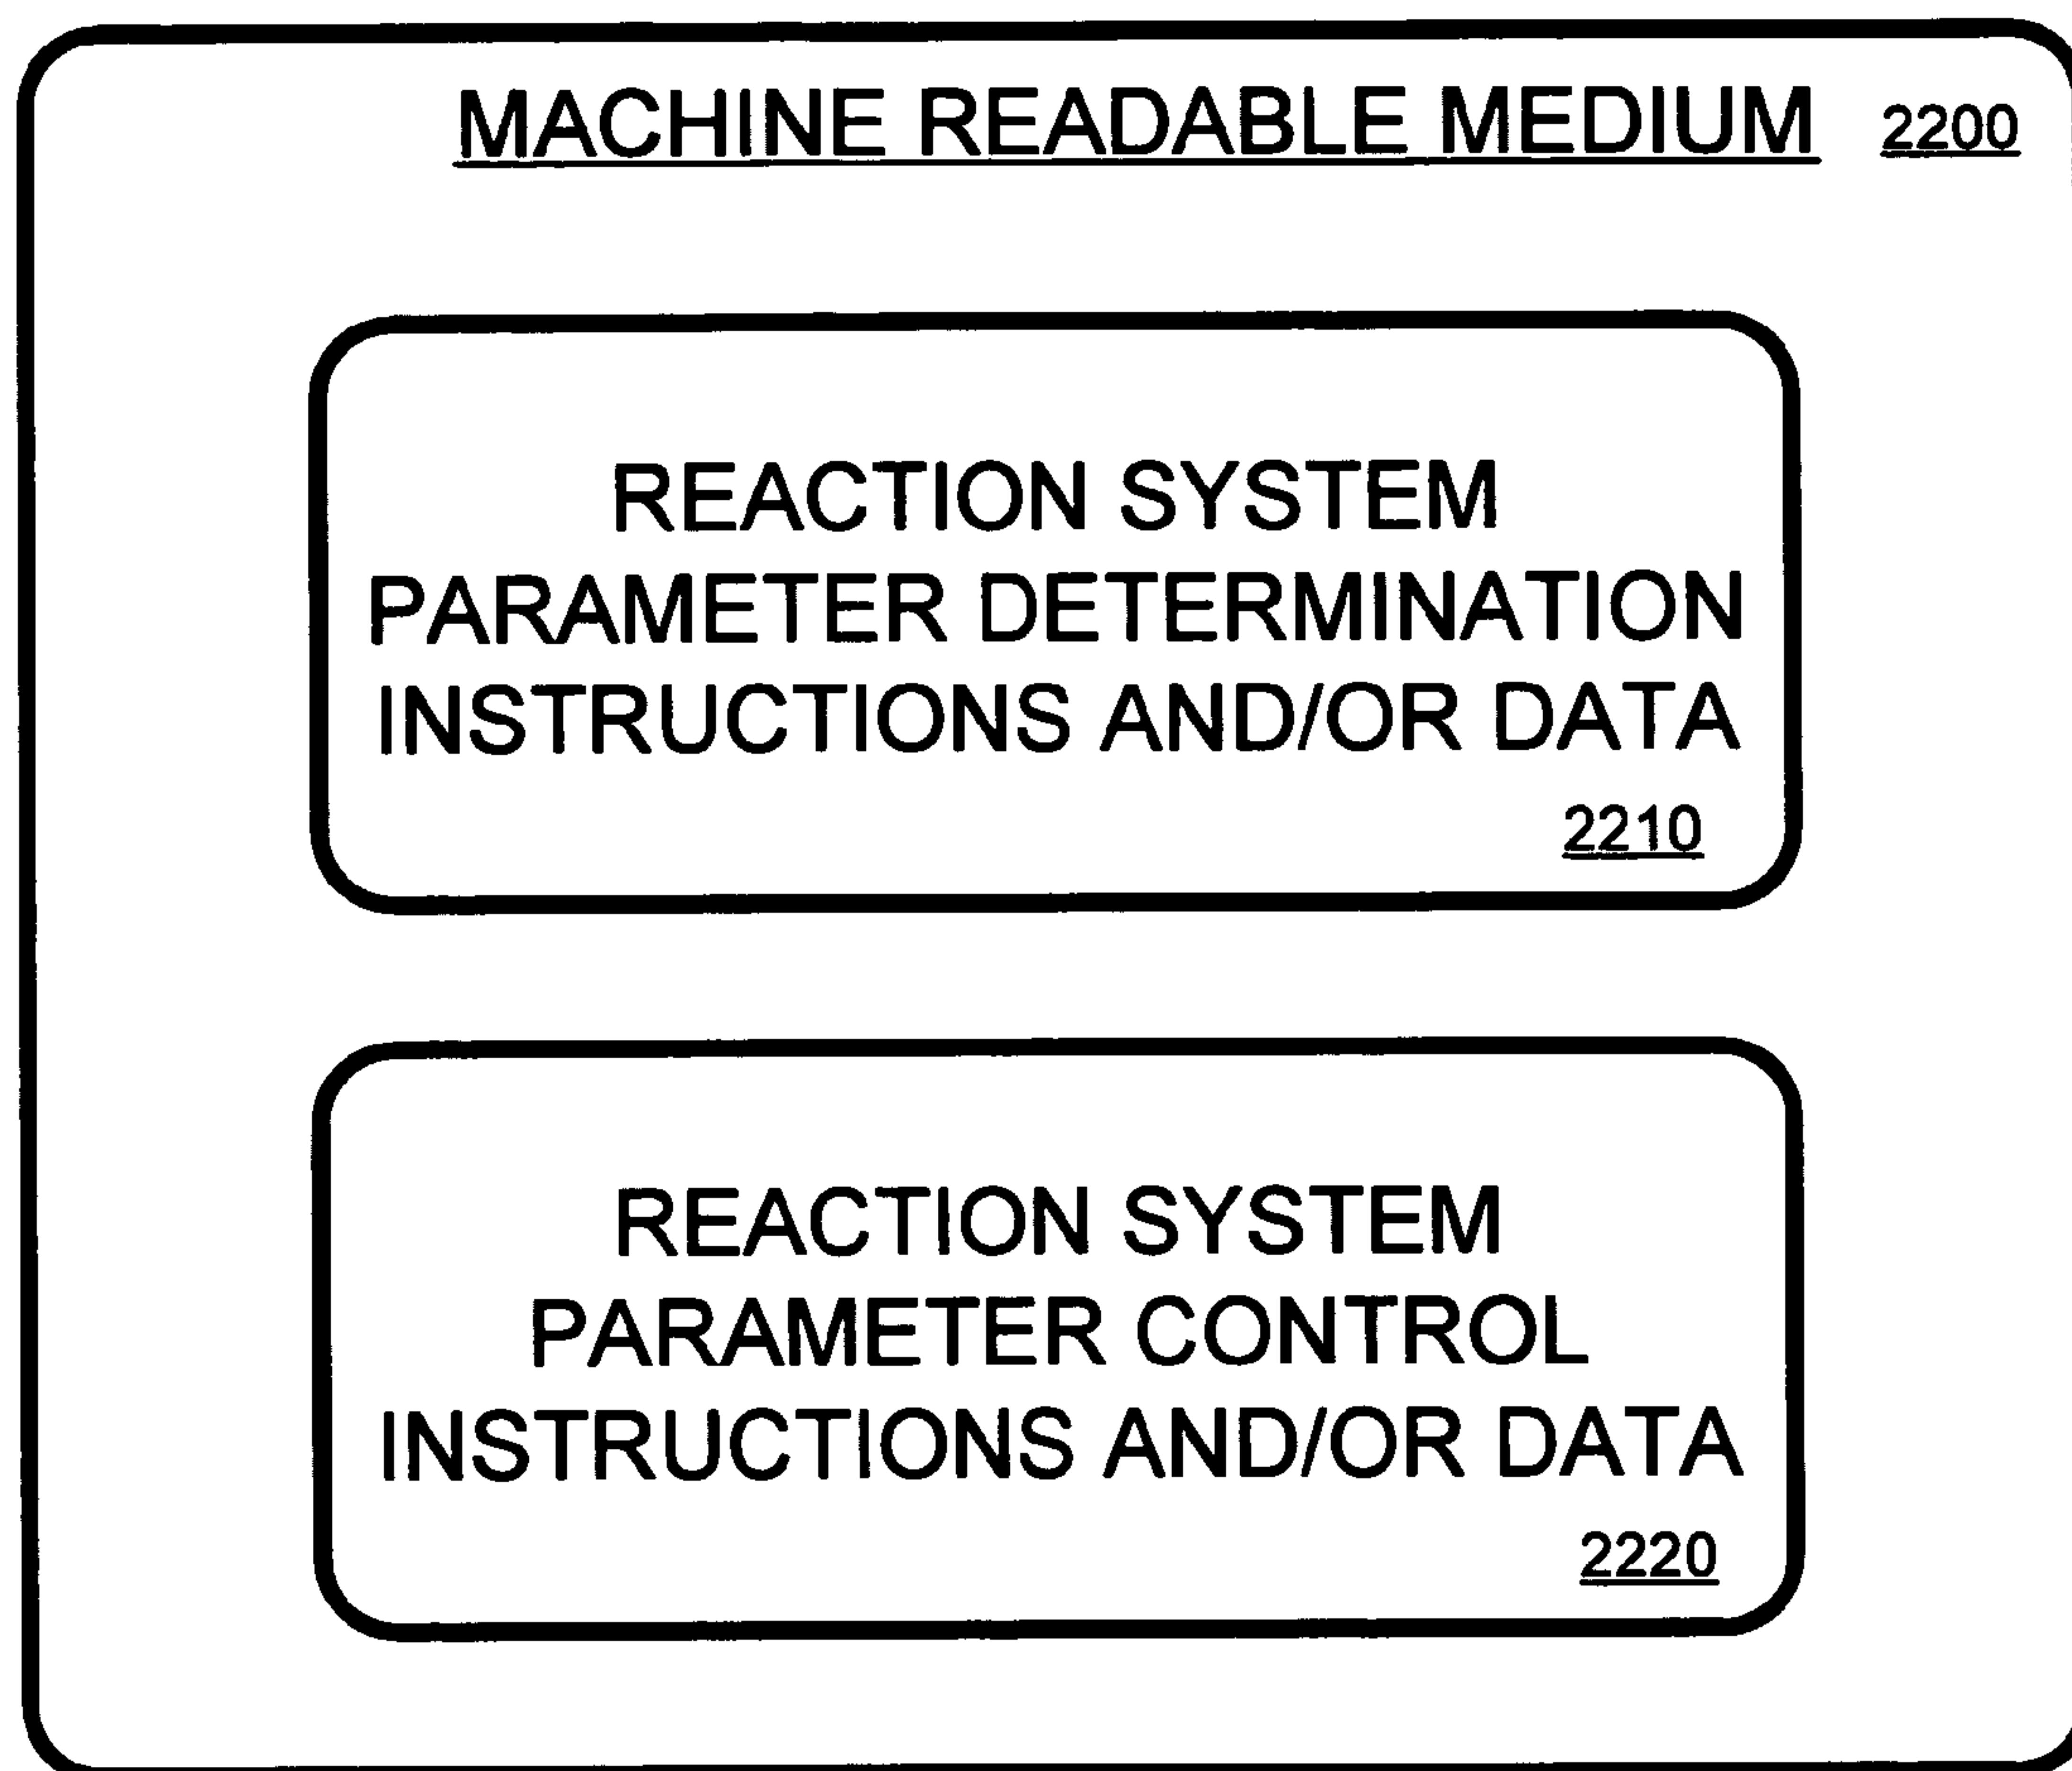 MACHINE READABLE MEDIUM 2200
REACTION SYSTEM
PARAMETER DETERMINATION
INSTRUCTIONS AND/OR DATA
2210
REACTION SYSTEM
PARAMETER CONTROL
INSTRUCTIONS AND/OR DATA
2220